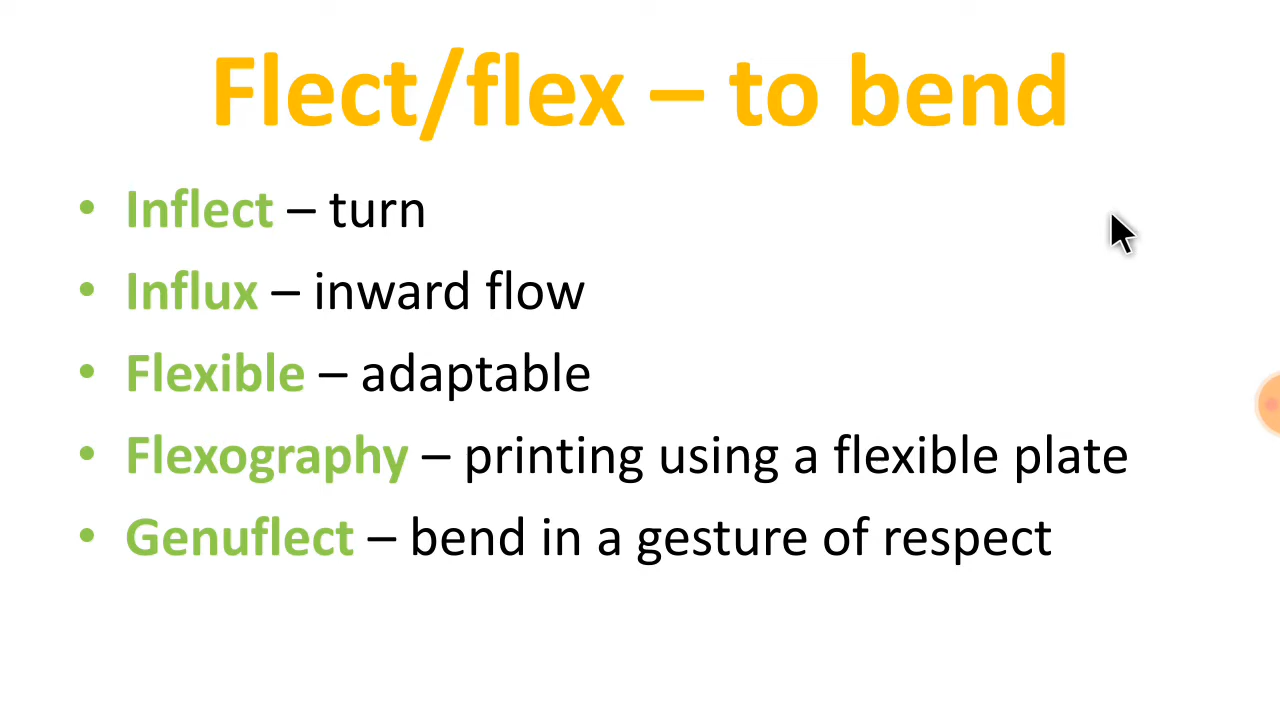 Flect/flex – to bend
• Inflect – turn
• Influx – inward flow
• Flexible – adaptable
• Flexography – printing using a flexible plate
• Genuflect – bend in a gesture of respect